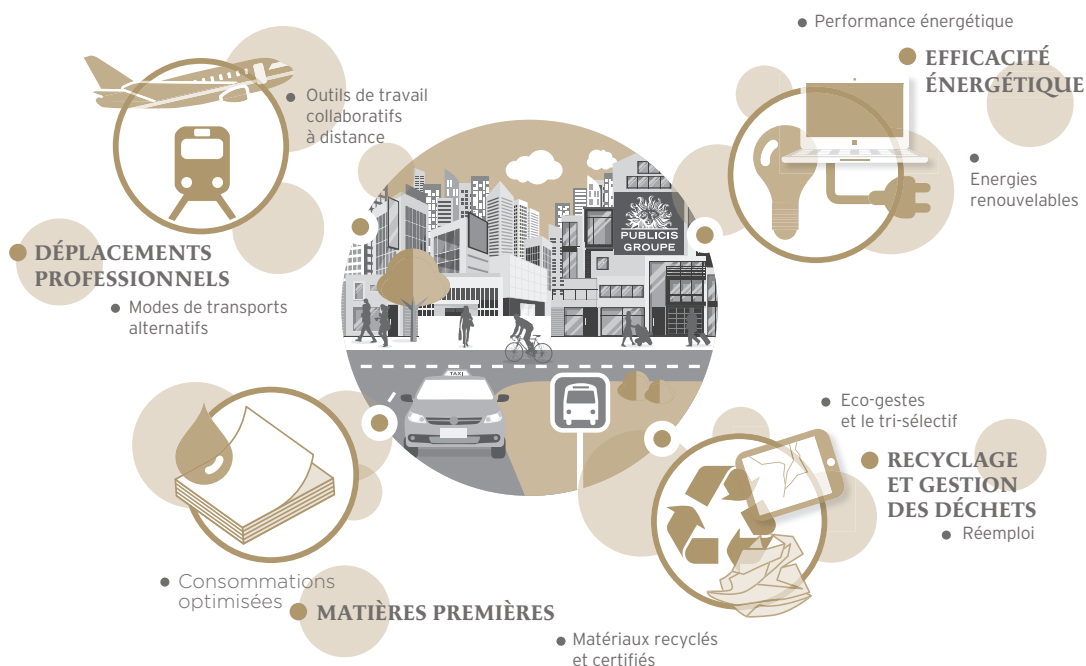 Performance énergétique
EFFICACITÉ
ÉNERGÉTIQUE
Energies
renouvelables
Outils de travail
collaboratifs
à distance
DÉPLACEMENTS
PROFESSIONNELS
Modes de transports
alternatifs
PUBLICIS
GROUPE
TAXI
Eco-gestes
et le tri-sélectif
RECYCLAGE
ET GESTION
DES DÉCHETS
Réemploi
Consommations
optimisées
MATIÈRES PREMIÈRES
Matériaux recyclés
et certifiés